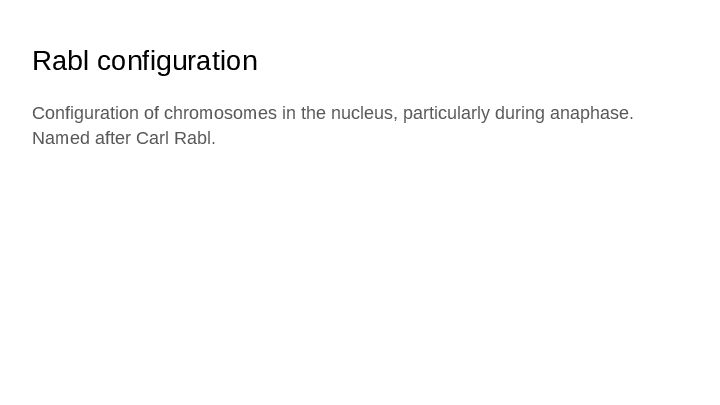 Rabl configuration
Configuration of chromosomes in the nucleus, particularly during anaphase.
Named after Carl Rabl.